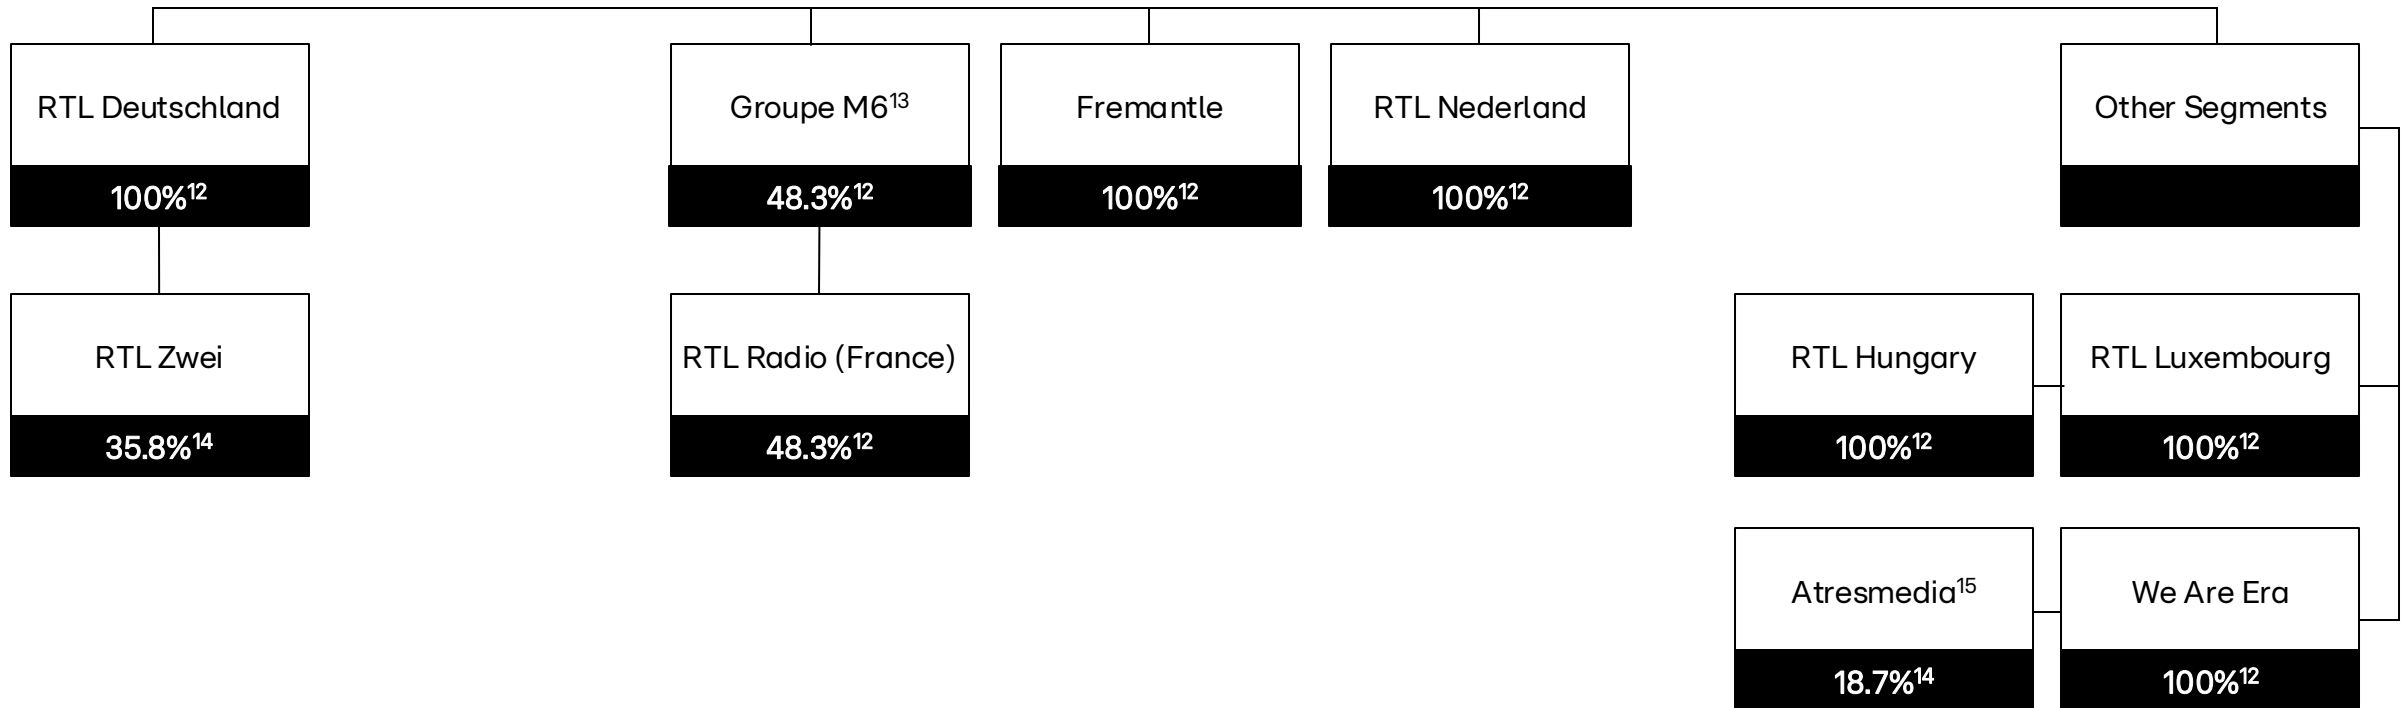 RTL Deutschland
100%¹²
Groupe M6¹³
48.3%¹²
Fremantle
100%¹²
RTL Nederland
100%¹²
Other Segments
RTL Zwei
35.8%¹⁴
RTL Radio (France)
48.3%¹²
RTL Hungary
100%¹²
RTL Luxembourg
100%¹²
Atresmedia¹⁵
18.7%¹⁴
We Are Era
100%¹²